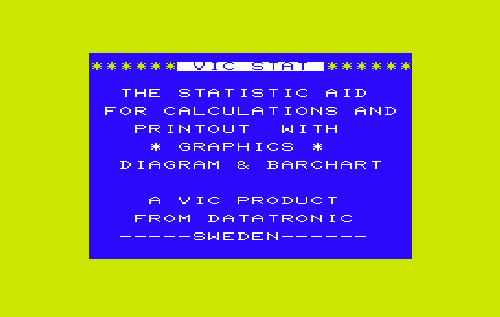 ****** VIC STAT ******
THE STATISTIC AID
FOR CALCULATIONS AND
PRINTOUT  WITH
* GRAPHICS *
DIAGRAM & BARCHART
A VIC PRODUCT
FROM DATATRONIC
-----SWEDEN------